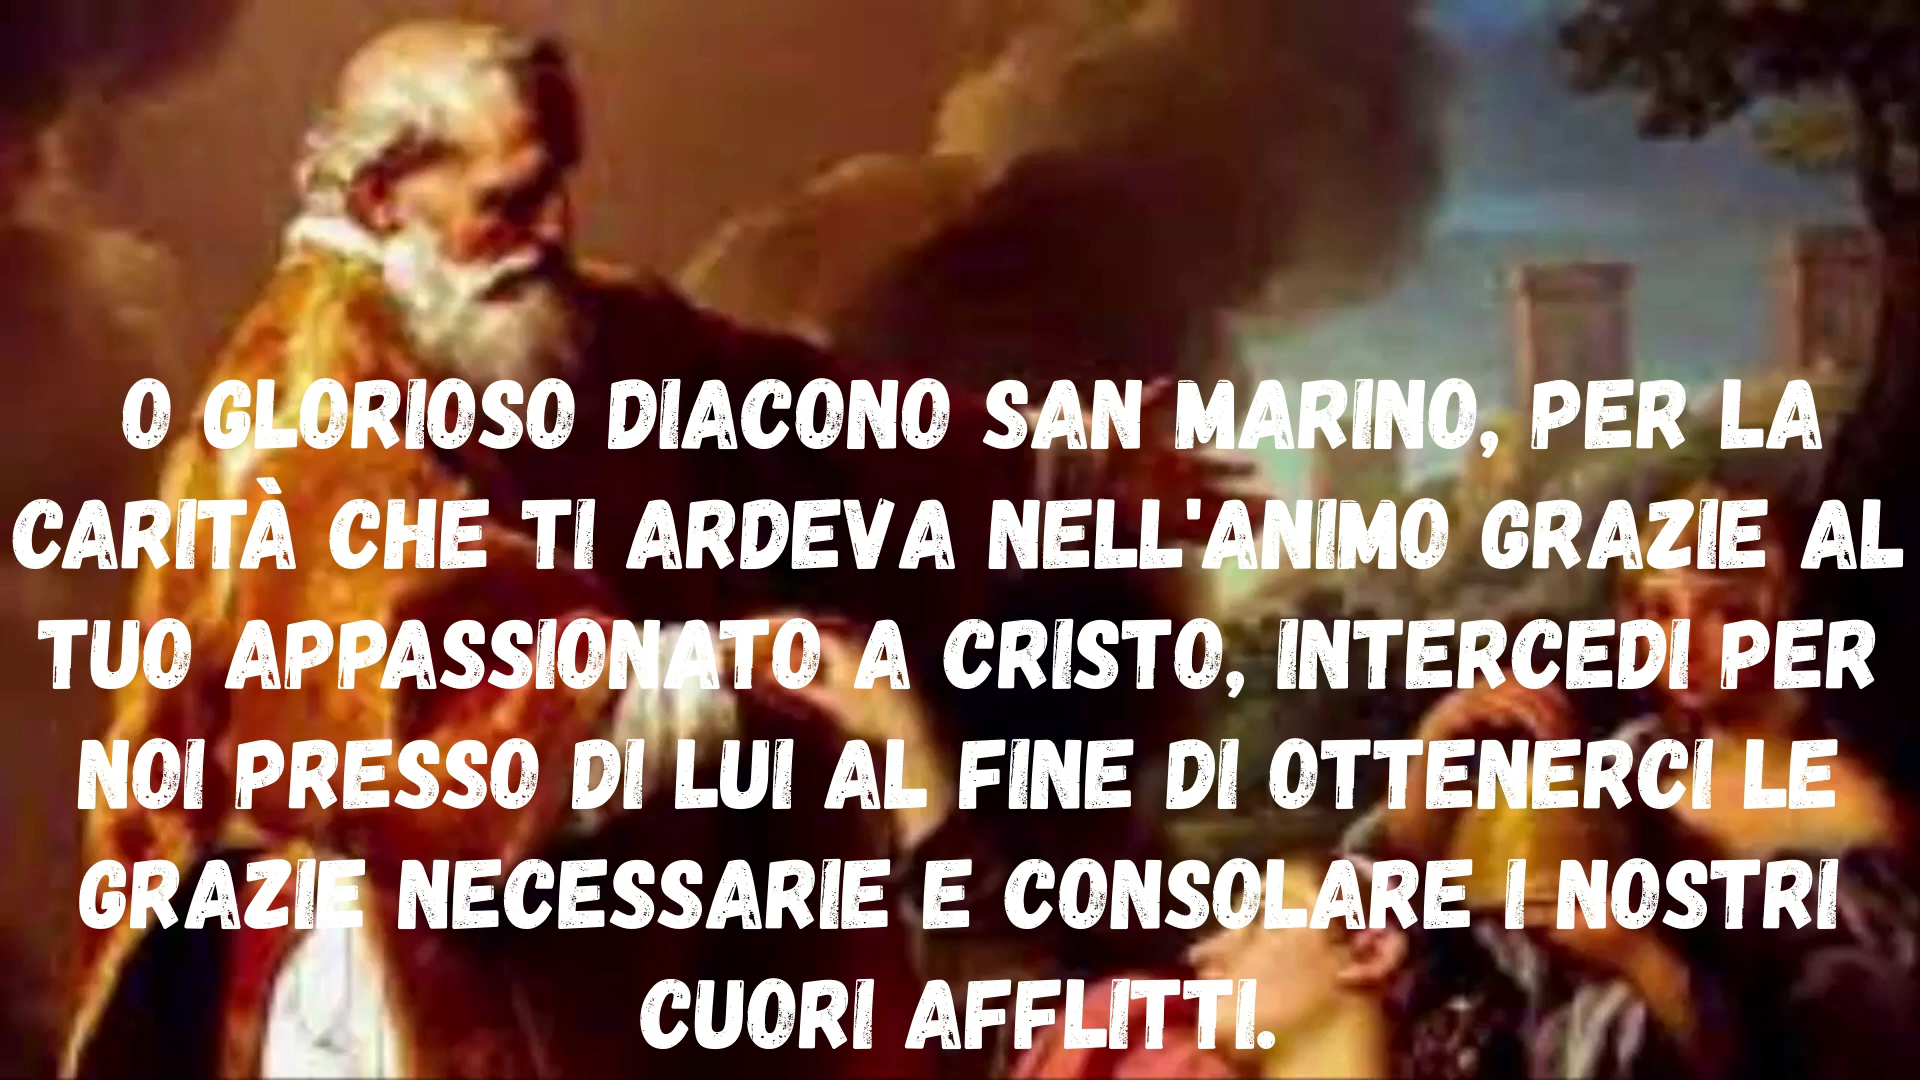 O GLORIOSO DIACONO SAN MARINO, PER LA
CARITÀ CHE TI ARDEVA NELL'ANIMO GRAZIE AL
TUO APPASSIONATO A CRISTO, INTERCEDI PER
NOI PRESSO DI LUI AL FINE DI OTTENERCI LE
GRAZIE NECESSARIE E CONSOLARE I NOSTRI
CUORI AFFLITTI.